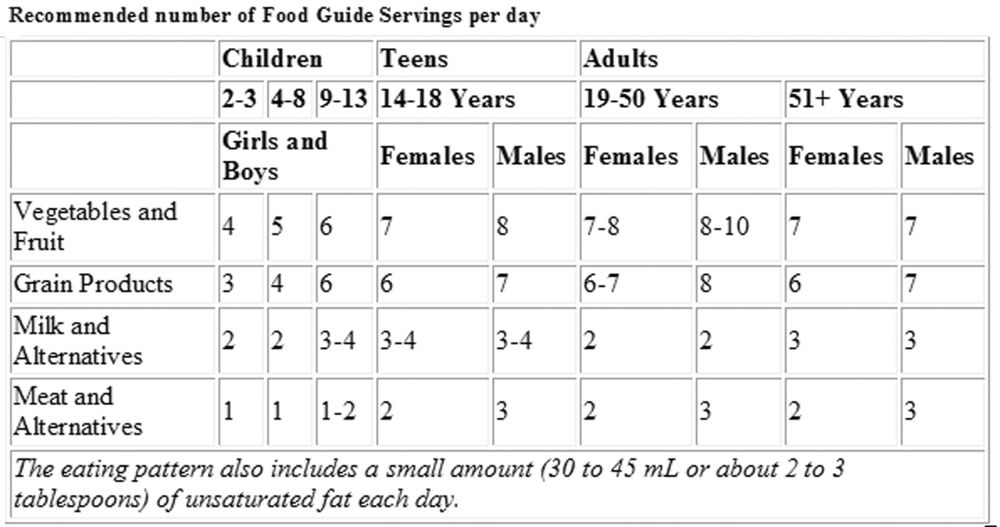 Recommended number of Food Guide Servings per day
Children Teens Adults
2-3 4-8 9-13 14-18 Years 19-50 Years 51+ Years
Girls and
Boys
Females Males Females Males Females Males
Vegetables and
Fruit
4 5 6 7 8 7-8 8-10 7 7
Grain Products 3 4 6 6 7 6-7 8 6 7
Milk and
Alternatives
2 2 3-4 3-4 3-4 2 2 3 3
Meat and
Alternatives
1 1 1-2 2 3 2 3 2 3
The eating pattern also includes a small amount (30 to 45 mL or about 2 to 3
tablespoons) of unsaturated fat each day.